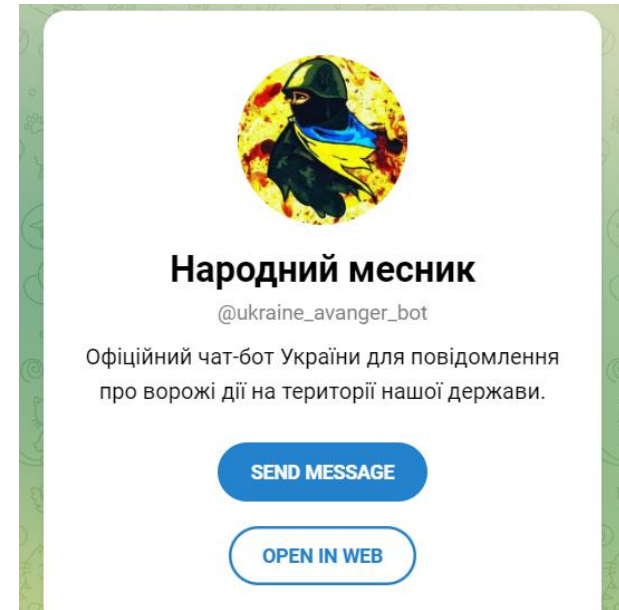 Народний месник
@ukraine_avanger_bot
Офіційний чат-бот України для повідомлення
про ворожі дії на території нашої держави.
SEND MESSAGE
OPEN IN WEB